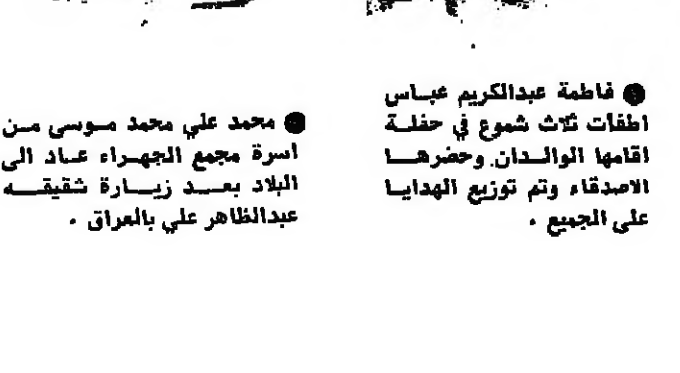 ● فاطمة عبدالكريم عباس
اطفأت ثلاث شموع في حفلة
اقامها الوالدان وحضرها
الاصدقاء وتم توزيع الهدايا
على الجميع .
● محمد علي محمد موسى من
اسرة مجمع الجهراء عاد الى
البلاد بعد زيارة شقيقه
عبدالظاهر علي بالعراق .